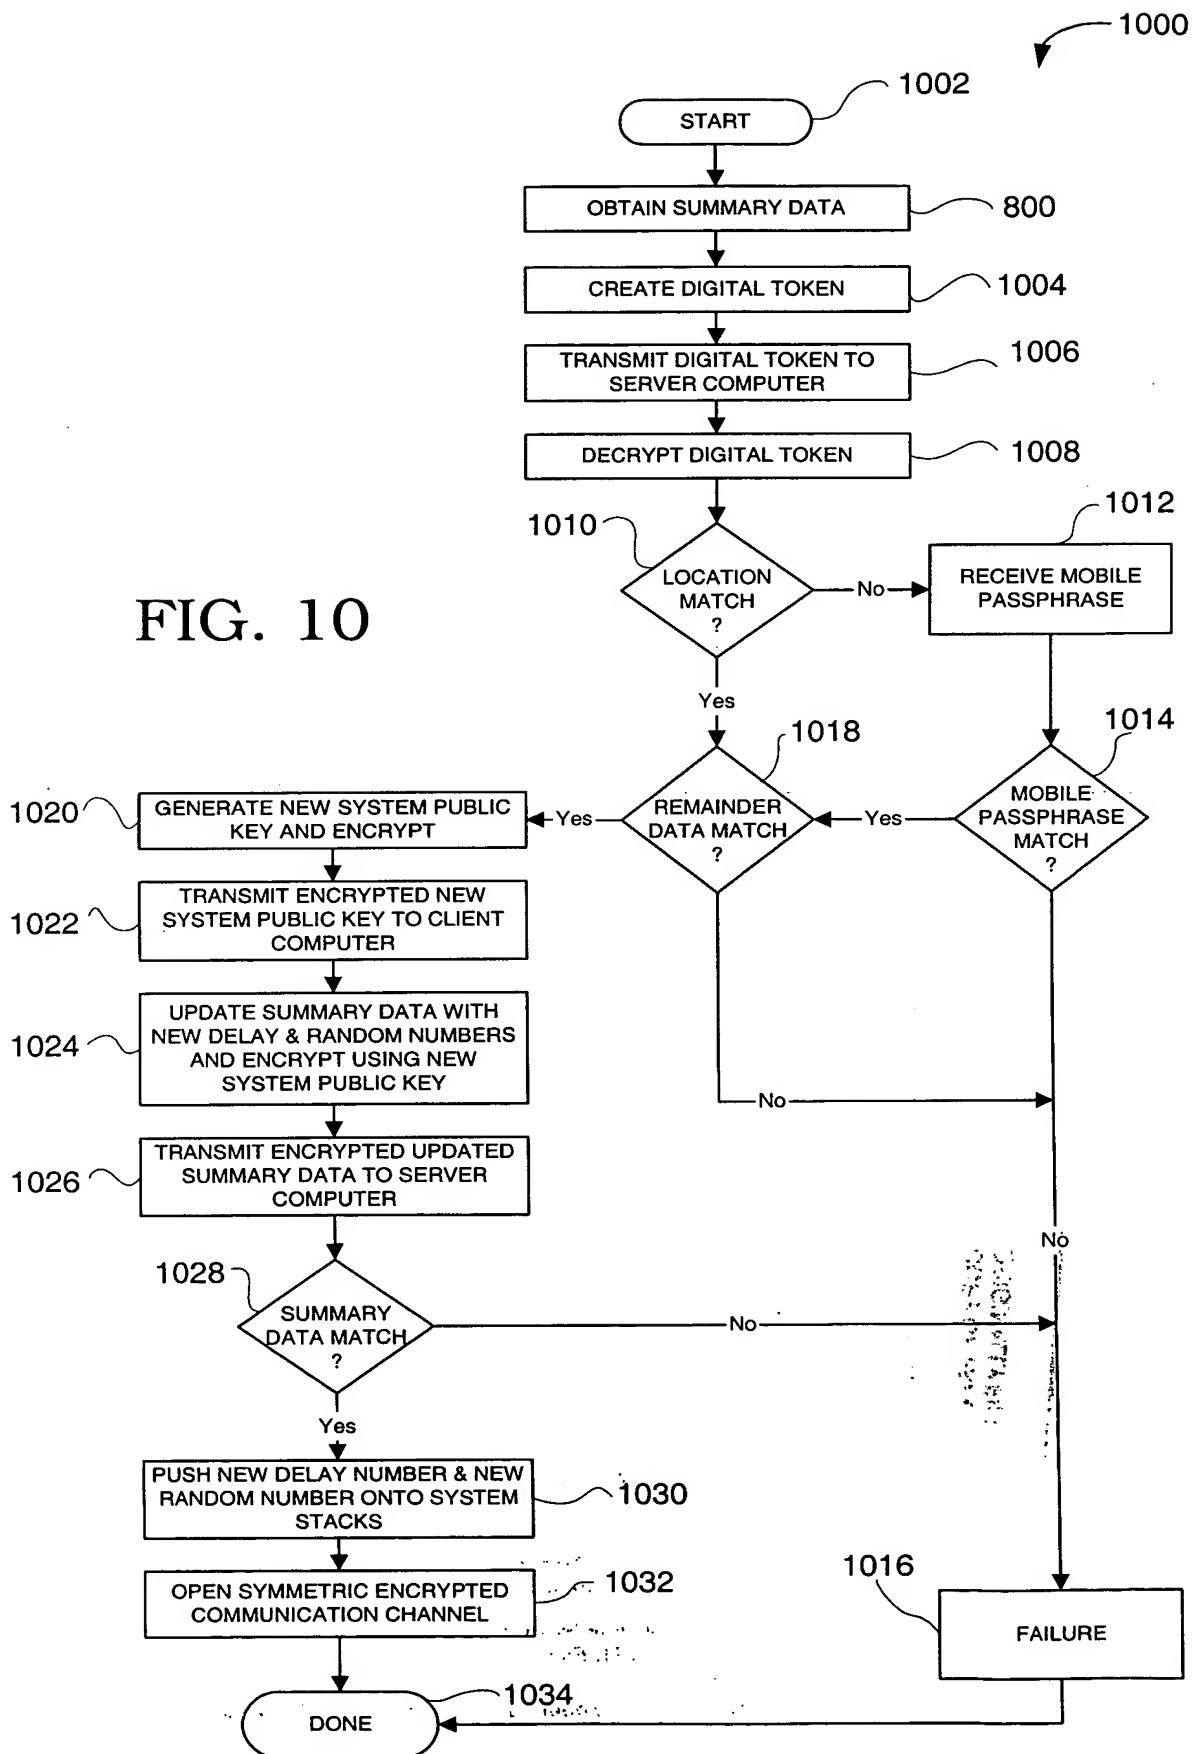 1000
1002
START
OBTAIN SUMMARY DATA
800
CREATE DIGITAL TOKEN
1004
TRANSMIT DIGITAL TOKEN TO
SERVER COMPUTER
1006
DECRYPT DIGITAL TOKEN
1008
1010
LOCATION
MATCH
?
No
1012
RECEIVE MOBILE
PASSPHRASE
FIG. 10
Yes
1018
1014
1020
GENERATE NEW SYSTEM PUBLIC
KEY AND ENCRYPT
Yes
REMAINDER
DATA MATCH
?
Yes
MOBILE
PASSPHRASE
MATCH
?
1022
TRANSMIT ENCRYPTED NEW
SYSTEM PUBLIC KEY TO CLIENT
COMPUTER
1024
UPDATE SUMMARY DATA WITH
NEW DELAY & RANDOM NUMBERS
AND ENCRYPT USING NEW
SYSTEM PUBLIC KEY
No
1026
TRANSMIT ENCRYPTED UPDATED
SUMMARY DATA TO SERVER
COMPUTER
No
1028
SUMMARY
DATA MATCH
?
No
Yes
PUSH NEW DELAY NUMBER & NEW
RANDOM NUMBER ONTO SYSTEM
STACKS
1030
OPEN SYMMETRIC ENCRYPTED
COMMUNICATION CHANNEL
1032
1016
FAILURE
1034
DONE